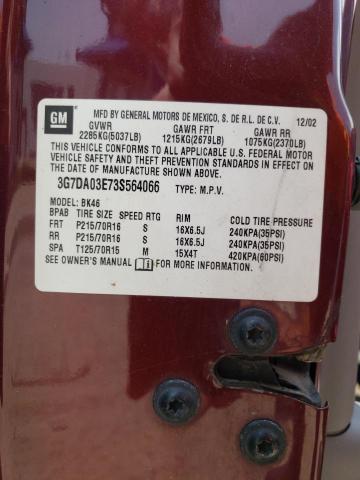 GM
MFD BY GENERAL MOTORS DE MEXICO, S. DE R.L. DE C.V. 12/02
GVWR GAWR FRT GAWR RR
2285KG(5037LB) 1215KG(2679LB) 1075KG(2370LB)
THIS VEHICLE CONFORMS TO ALL APPLICABLE U.S. FEDERAL MOTOR
VEHICLE SAFETY, BUMPER, AND THEFT PREVENTION STANDARDS IN EFFECT ON
THE DATE OF MANUFACTURE SHOWN ABOVE.
3G7DA03E73S564066 TYPE: M.P.V.
MODEL: BK46
BPAB TIRE SIZE SPEED RTG RIM COLD TIRE PRESSURE
FRT P215/70R16 S 16X6.5J 240KPA(35PSI)
RR P215/70R16 S 16X6.5J 240KPA(35PSI)
SPA T125/70R15 M 15X4T 420KPA(60PSI)
SEE OWNER'S MANUAL FOR MORE INFORMATION